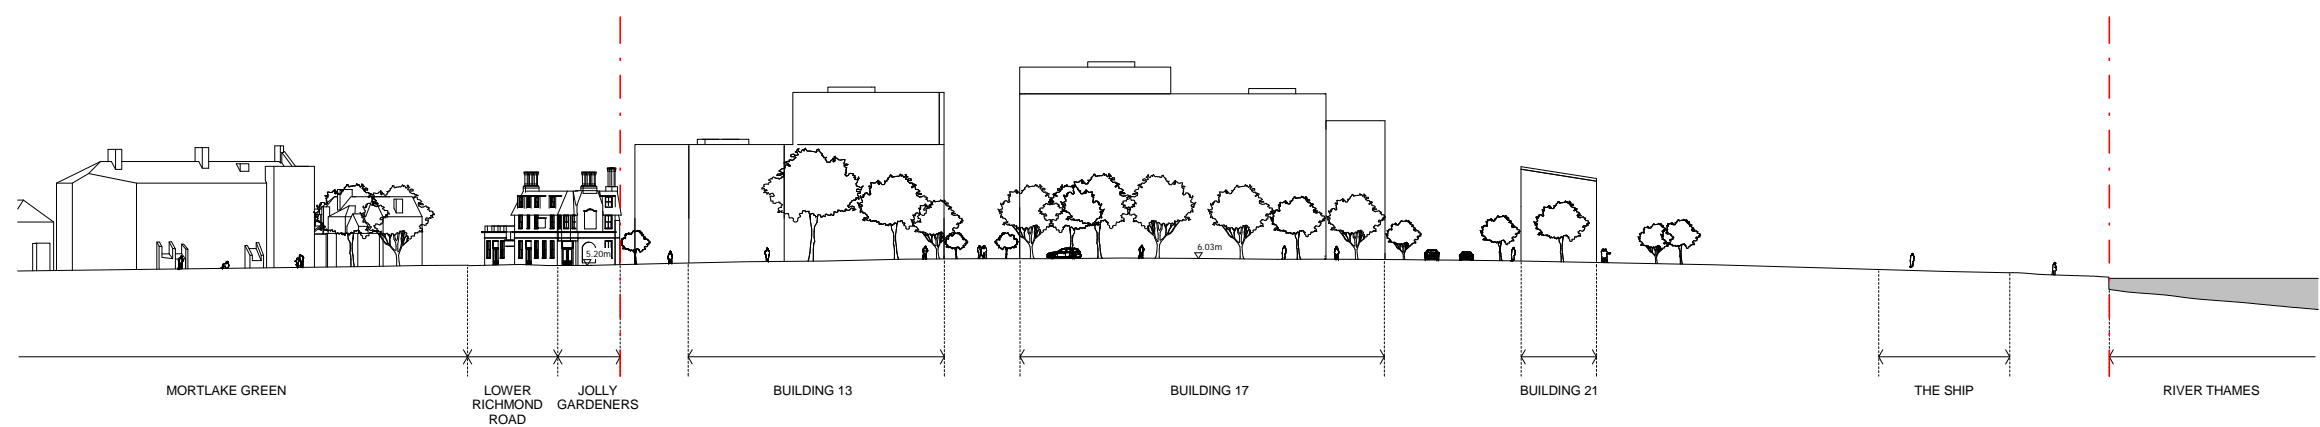 5.20m
6.03m
MORTLAKE GREEN
LOWER
RICHMOND
ROAD
JOLLY
GARDENERS
BUILDING 13
BUILDING 17
BUILDING 21
THE SHIP
RIVER THAMES